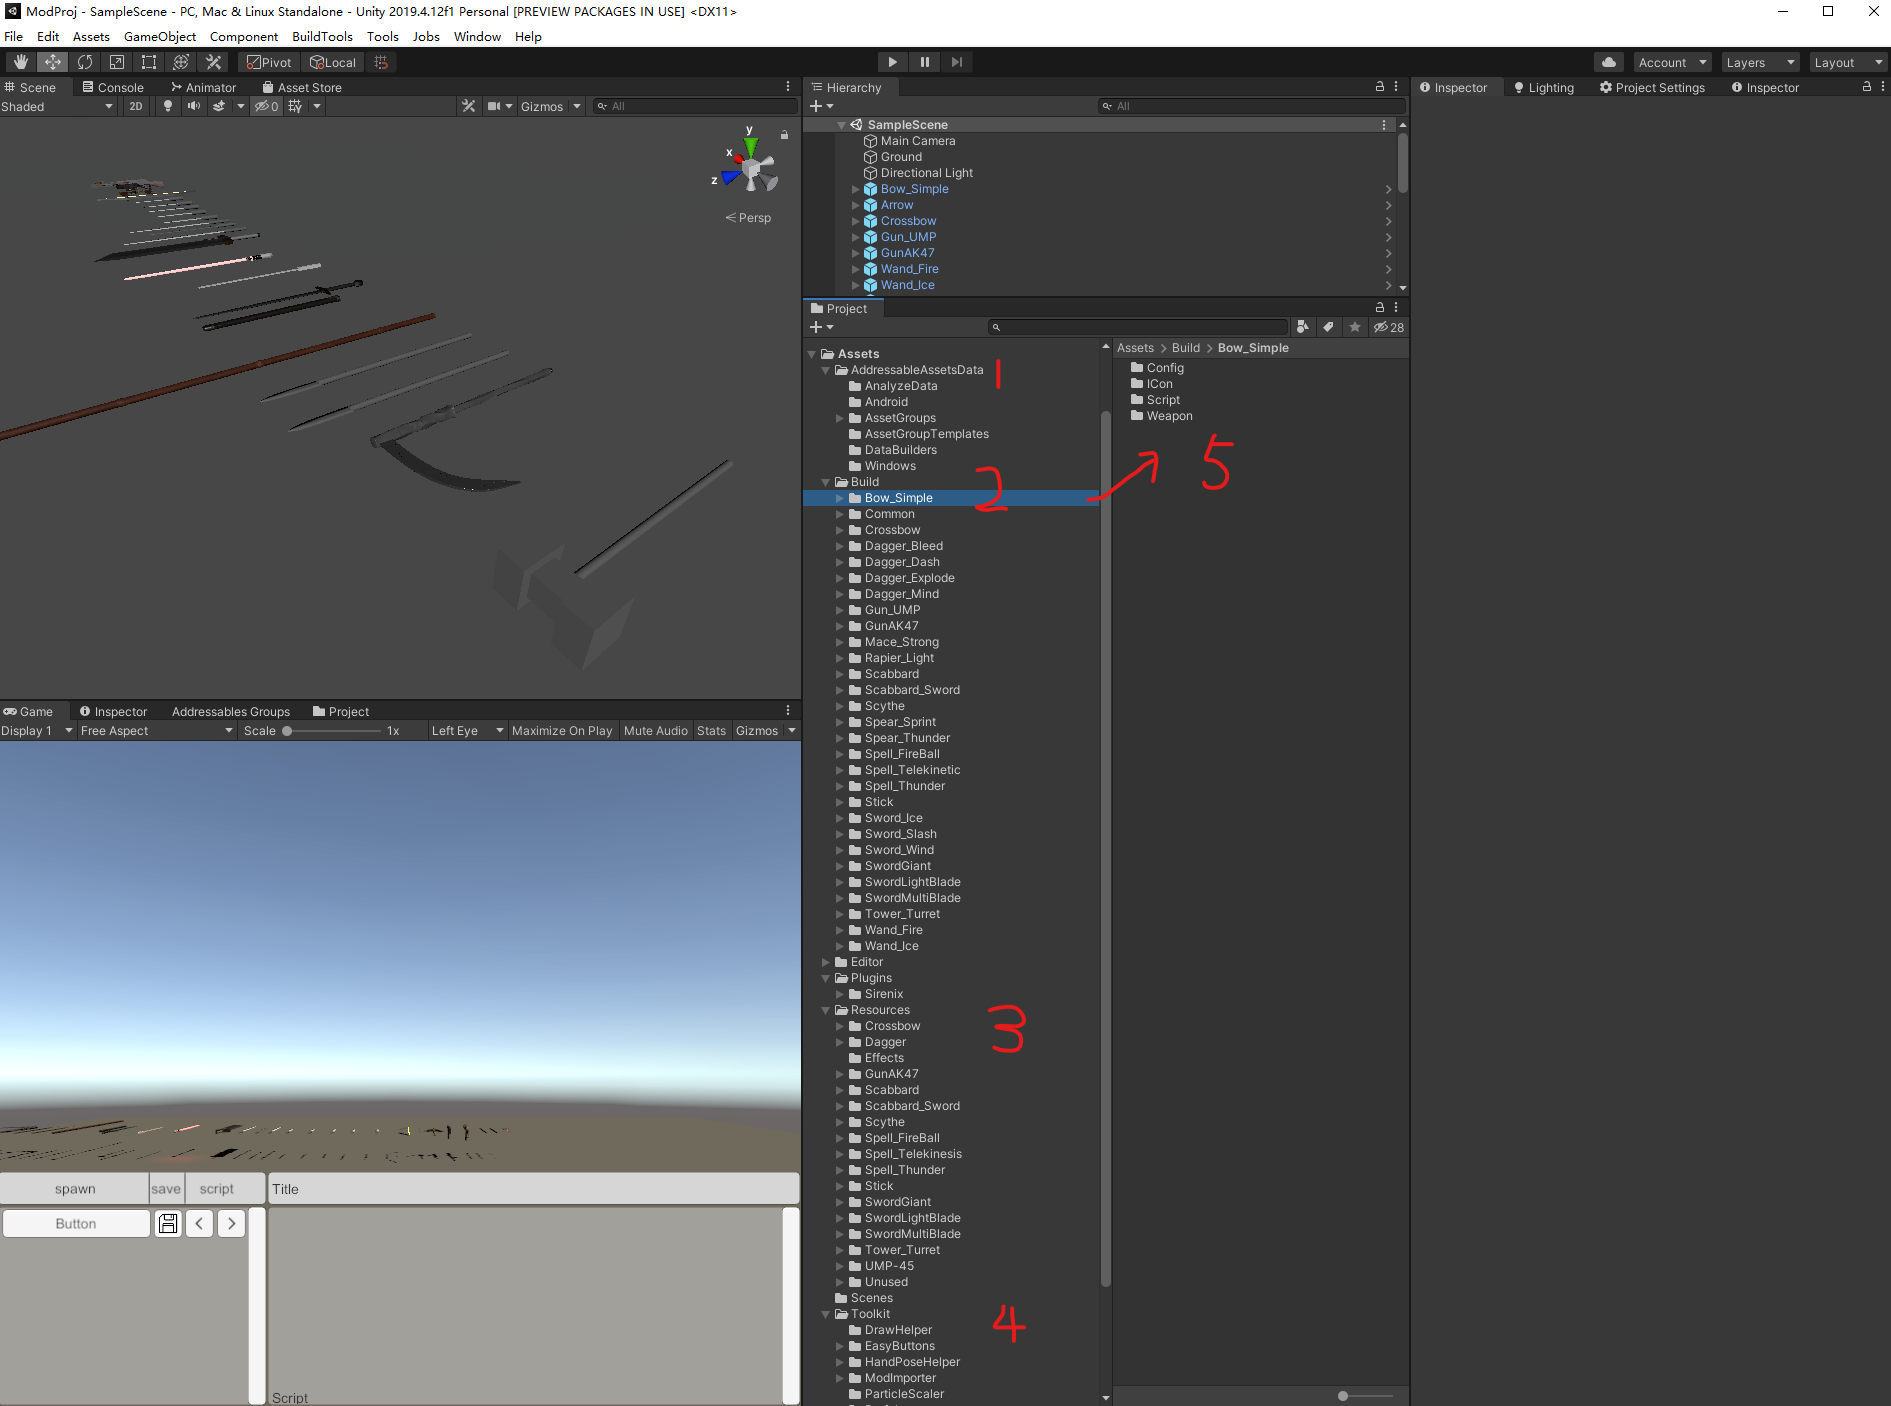 ModProj - SampleScene - PC, Mac & Linux Standalone - Unity 2019.4.12f1 Personal [PREVIEW PACKAGES IN USE] <DX11>
File Edit Assets GameObject Component BuildTools Tools Jobs Window Help
Pivot Local Account Layers Layout
Scene Console Animator Asset Store
Shaded 2D 0 Gizmos All
y
x
z
Persp
Hierarchy
All
SampleScene
Main Camera
Ground
Directional Light
Bow_Simple
Arrow
Crossbow
Gun_UMP
GunAK47
Wand_Fire
Wand_Ice
Inspector Lighting Project Settings Inspector
Project
28
Assets
AddressableAssetsData 1
AnalyzeData
Android
AssetGroups
AssetGroupTemplates
DataBuilders
Windows
Build 2
Bow_Simple
Common
Crossbow
Dagger_Bleed
Dagger_Dash
Dagger_Explode
Dagger_Mind
Gun_UMP
GunAK47
Mace_Strong
Rapier_Light
Scabbard
Scabbard_Sword
Scythe
Spear_Sprint
Spear_Thunder
Spell_FireBall
Spell_Telekinetic
Spell_Thunder
Stick
Sword_Ice
Sword_Slash
Sword_Wind
SwordGiant
SwordLightBlade
SwordMultiBlade
Tower_Turret
Wand_Fire
Wand_Ice
Editor
Plugins
Sirenix
Resources 3
Crossbow
Dagger
Effects
GunAK47
Scabbard
Scabbard_Sword
Scythe
Spell_FireBall
Spell_Telekinesis
Spell_Thunder
Stick
SwordGiant
SwordLightBlade
SwordMultiBlade
Tower_Turret
UMP-45
Unused
Scenes
Toolkit 4
DrawHelper
EasyButtons
HandPoseHelper
ModImporter
ParticleScaler
Assets > Build > Bow_Simple
Config
ICon
Script
Weapon
5
Game Inspector Addressables Groups Project
Display 1 Free Aspect Scale 1x Left Eye Maximize On Play Mute Audio Stats Gizmos
spawn save script Title
Button < >
Script